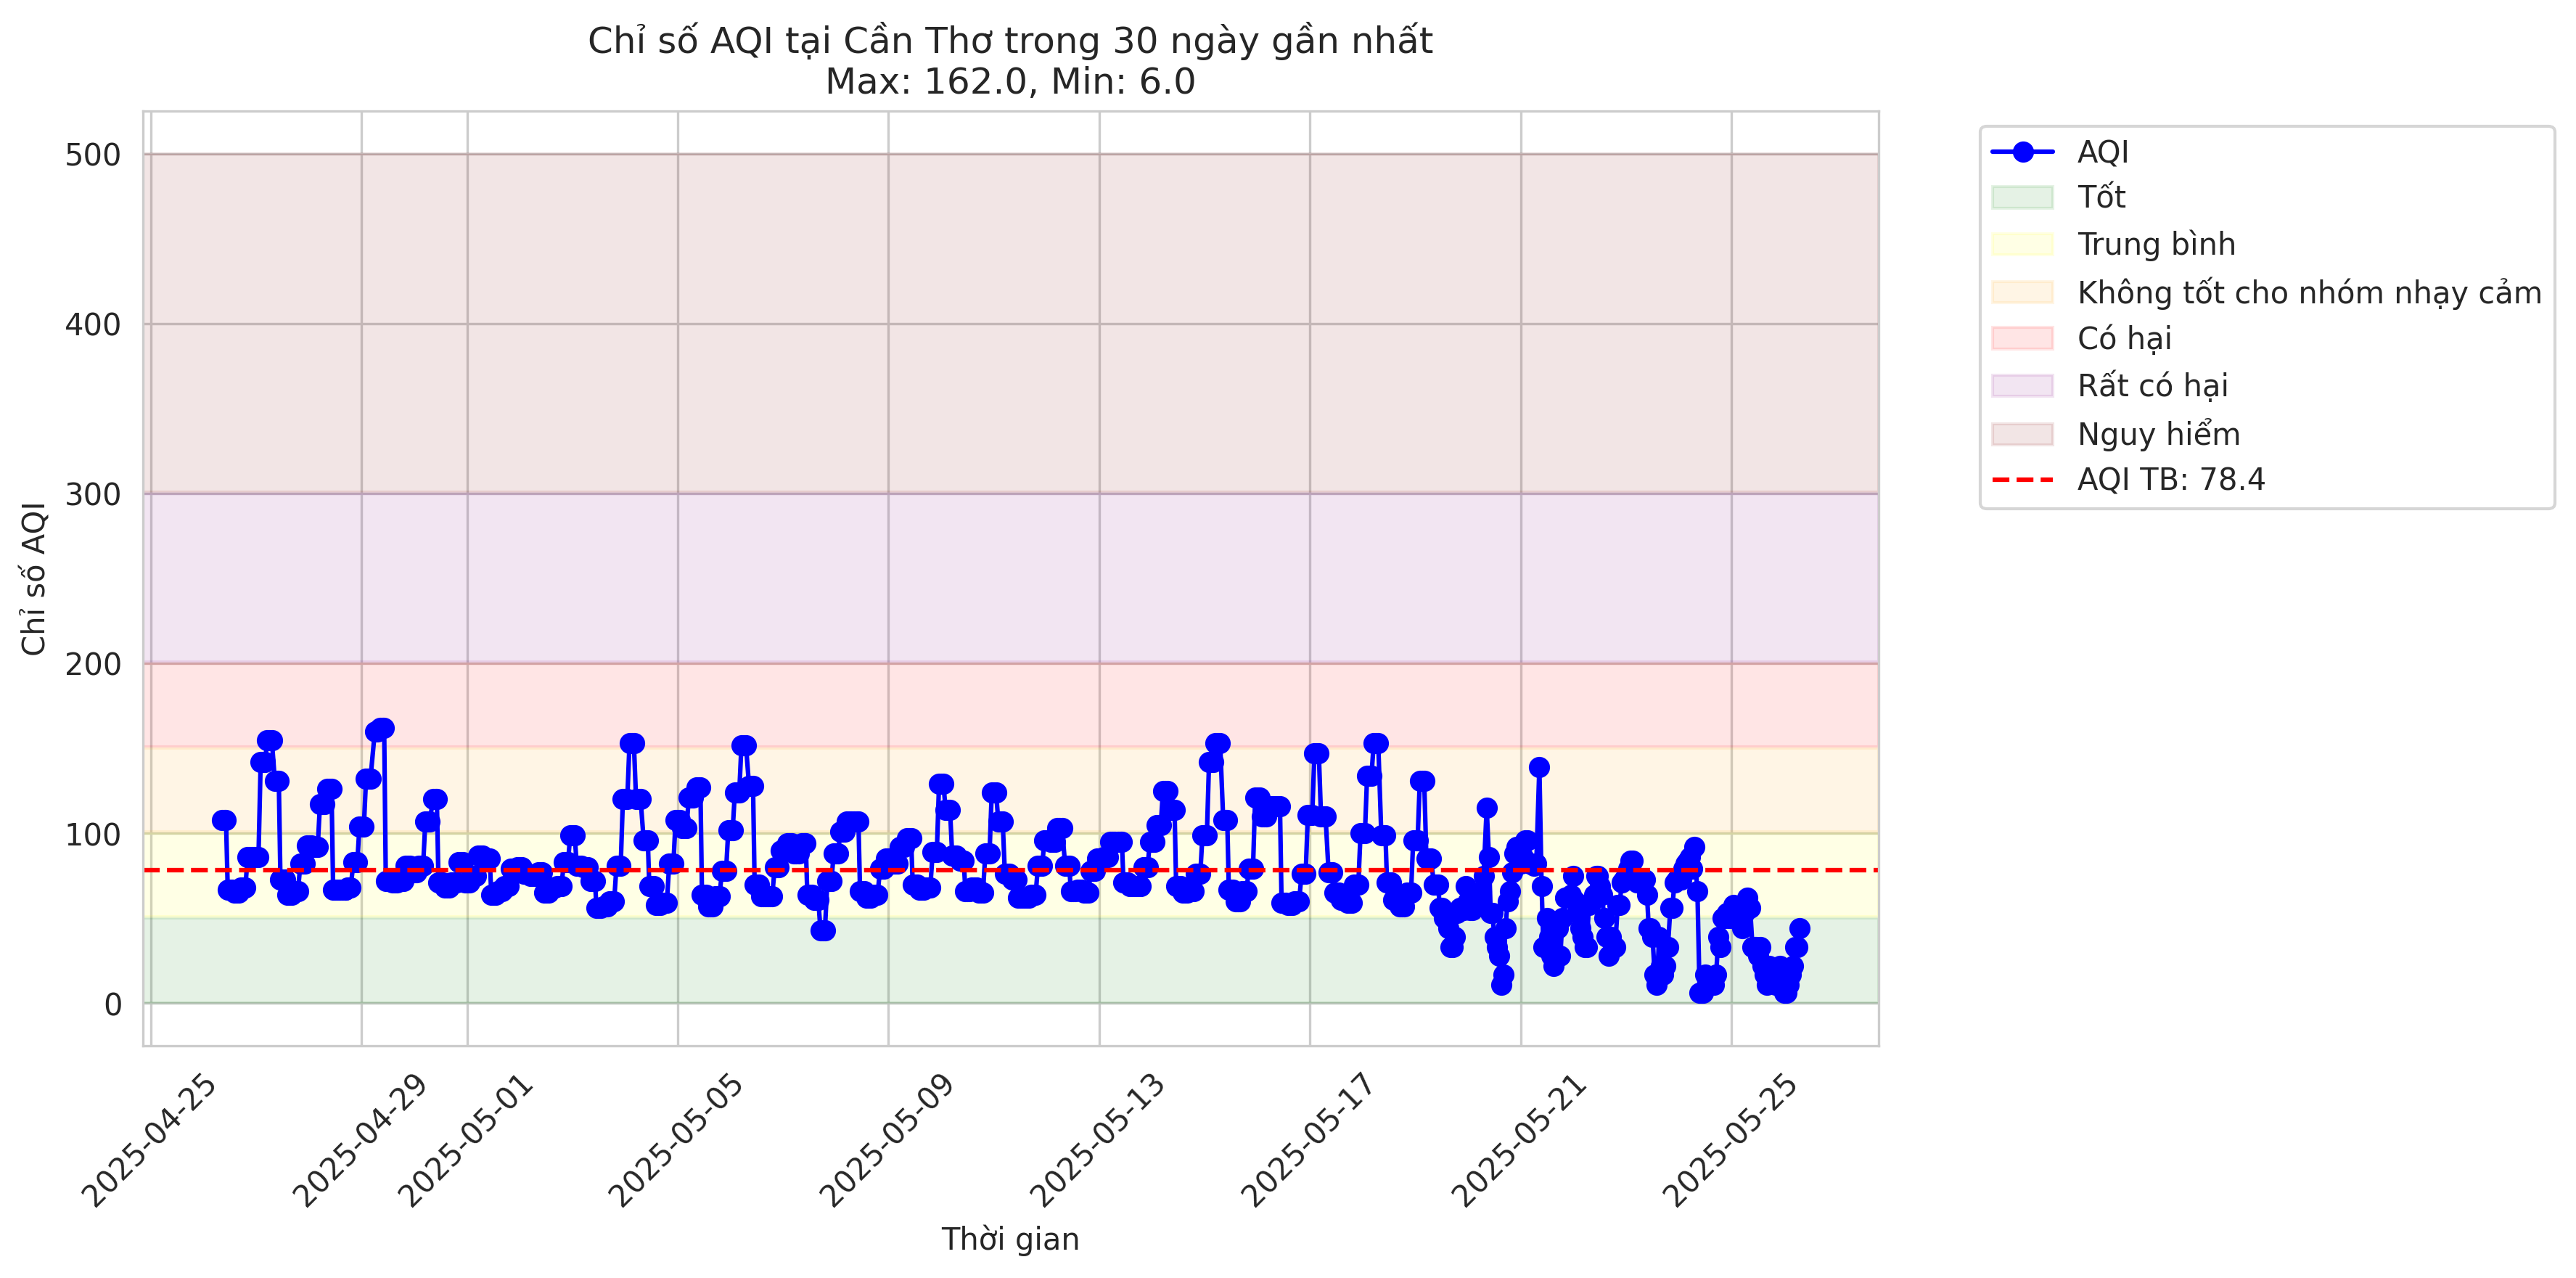 Chỉ số AQI tại Cần Thơ trong 30 ngày gần nhất
Max: 162.0, Min: 6.0
Chỉ số AQI
500
400
300
200
100
0
2025-04-25
2025-04-29
2025-05-01
2025-05-05
2025-05-09
2025-05-13
2025-05-17
2025-05-21
2025-05-25
Thời gian
AQI
Tốt
Trung bình
Không tốt cho nhóm nhạy cảm
Có hại
Rất có hại
Nguy hiểm
AQI TB: 78.4